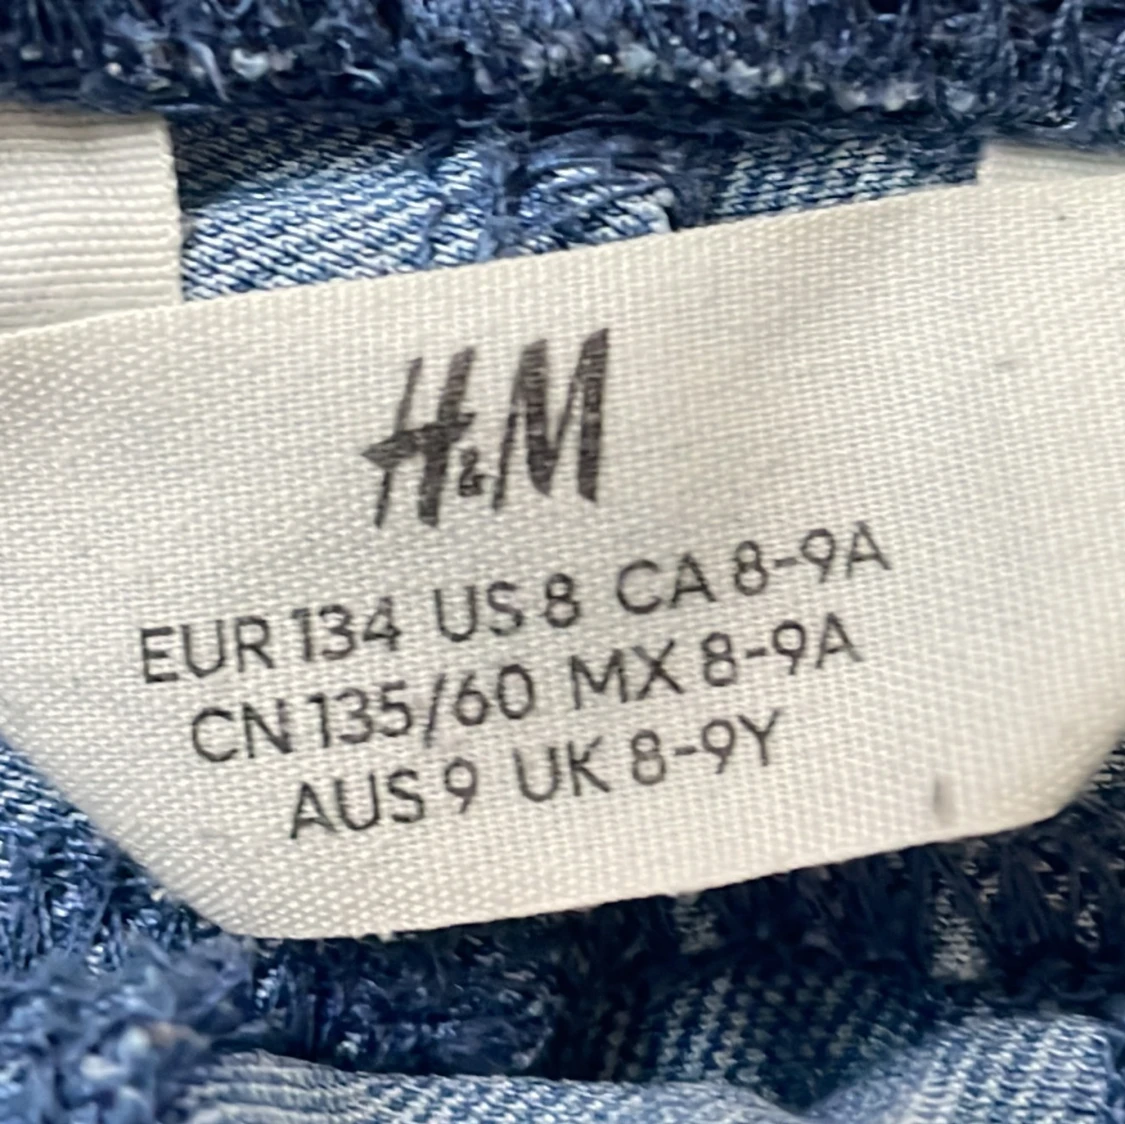 H&M
EUR 134 US 8 CA 8-9A
CN 135/60 MX 8-9A
AUS 9 UK 8-9Y